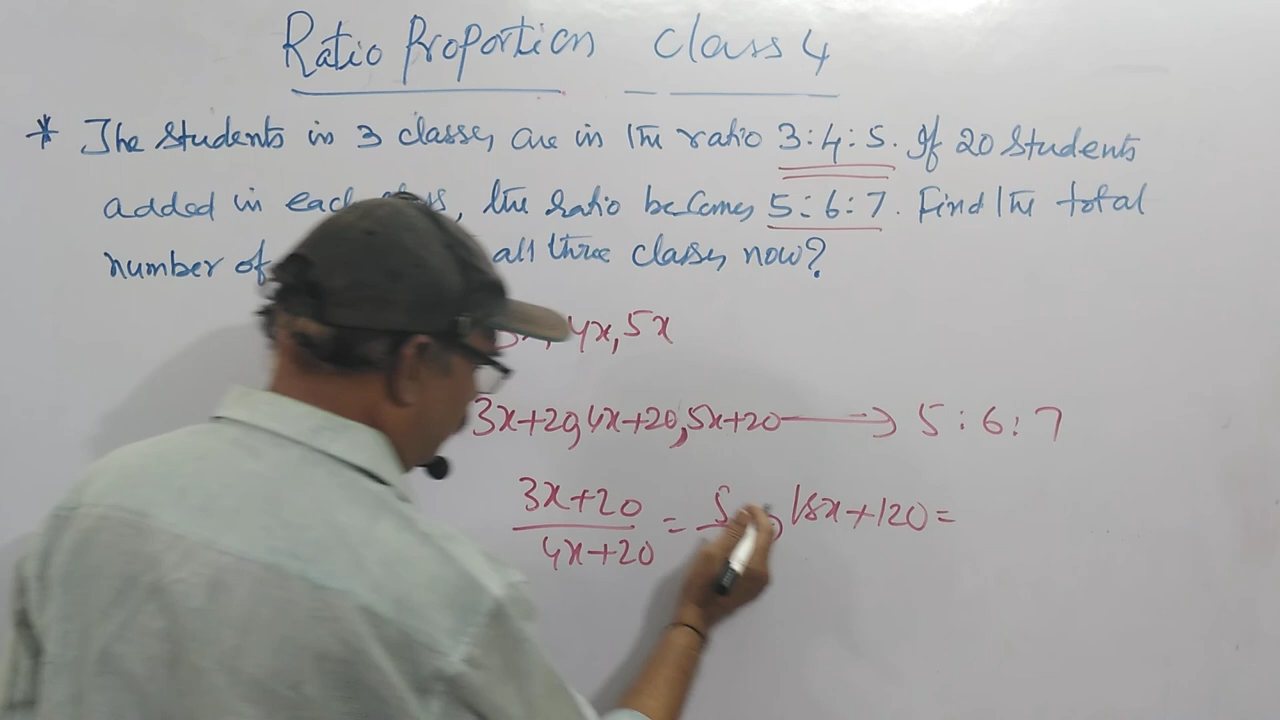 Ratio Proportion Class 4
* The students in 3 classes are in the ratio 3:4:5. If 20 students
added in each class, the ratio becomes 5:6:7. Find the total
number of all three classes now?
4x, 5x
3x+20, 4x+20, 5x+20 → 5:6:7
3x+20/4x+20 = 5, 18x+120=